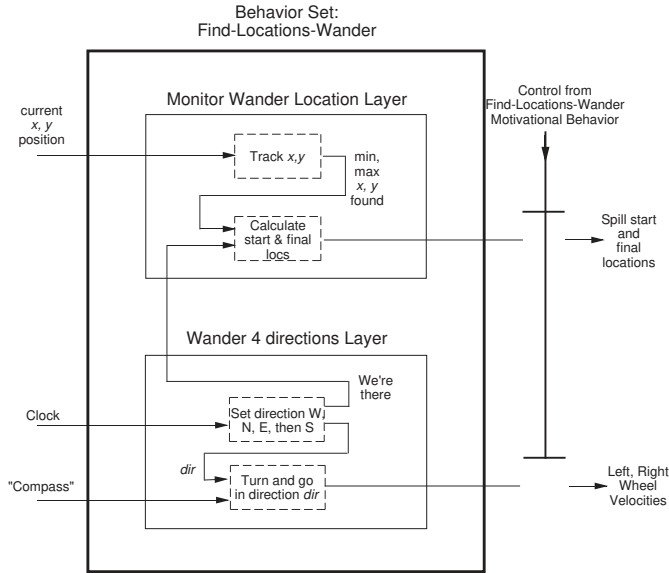 Behavior Set:
Find-Locations-Wander
Monitor Wander Location Layer
current
x, y
position
Track x,y
min,
max
x, y
found
Calculate
start & final
locs
Control from
Find-Locations-Wander
Motivational Behavior
Spill start
and
final
locations
Wander 4 directions Layer
We're
there
Clock
Set direction W,
N, E, then S
dir
"Compass"
Turn and go
in direction dir
Left, Right
Wheel
Velocities